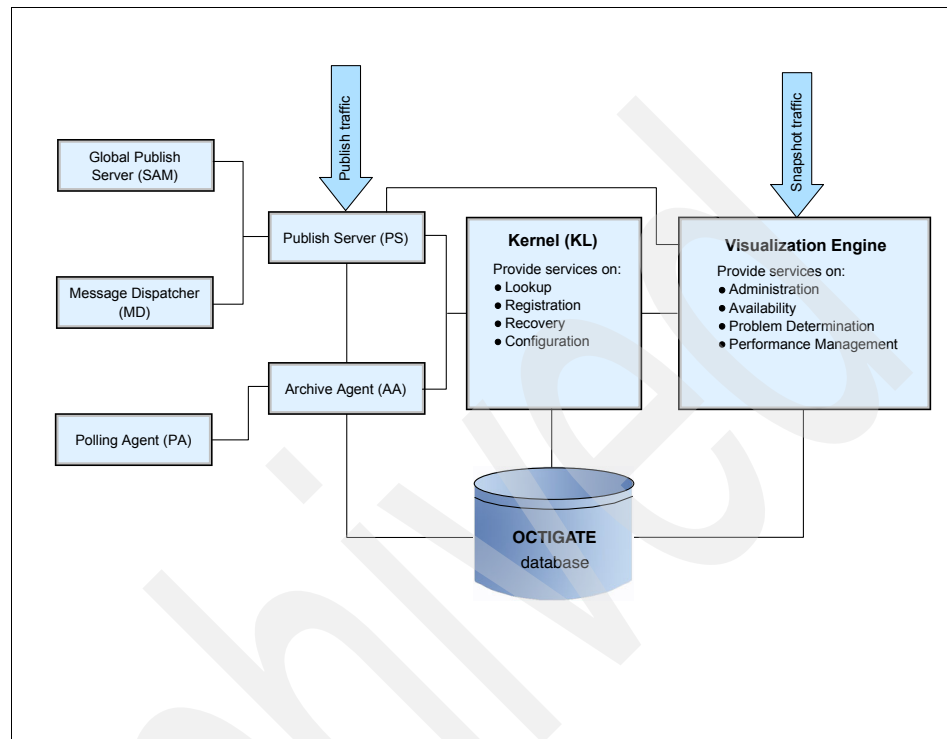 Publish traffic
Snapshot traffic
Global Publish
Server (SAM)
Message Dispatcher
(MD)
Polling Agent (PA)
Publish Server (PS)
Archive Agent (AA)
Kernel (KL)
Provide services on:
● Lookup
● Registration
● Recovery
● Configuration
Visualization Engine
Provide services on:
● Administration
● Availability
● Problem Determination
● Performance Management
OCTIGATE
database